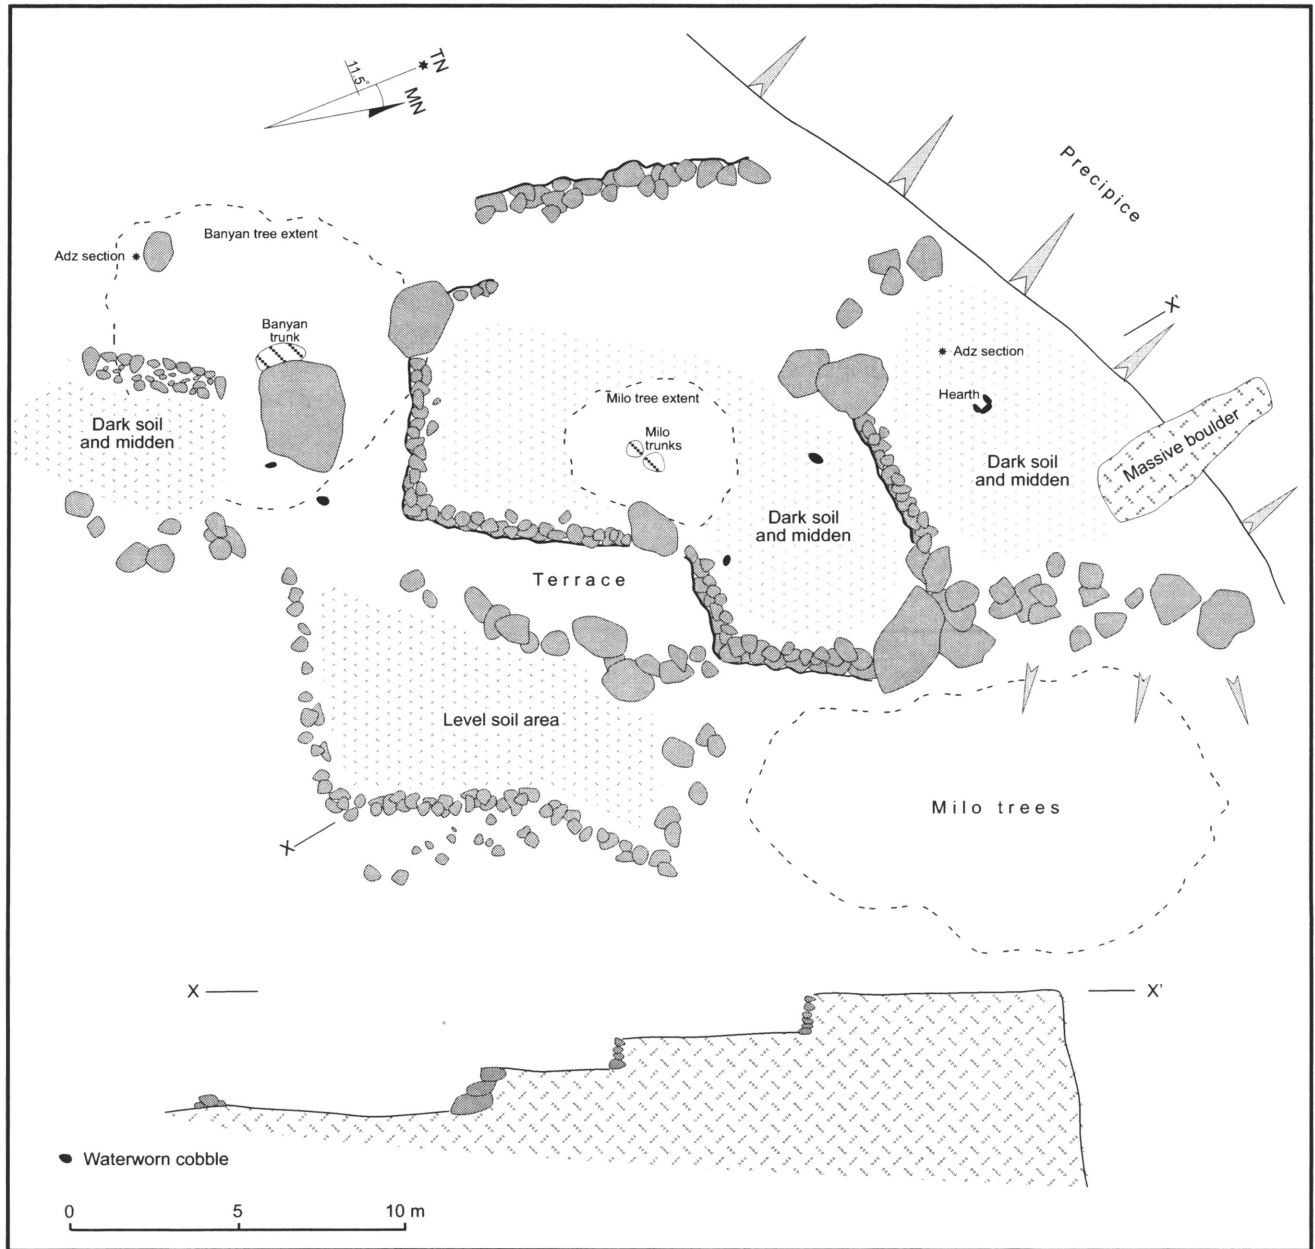 TN
11.5°
MN
Precipice
Banyan tree extent
Adz section
X'
Banyan
trunk
Adz section
Milo tree extent
Hearth
Dark soil
and midden
Milo
trunks
Massive boulder
Dark soil
and midden
Dark soil
and midden
Terrace
Level soil area
Milo trees
X
X
X'
Waterworn cobble
0
5
10 m